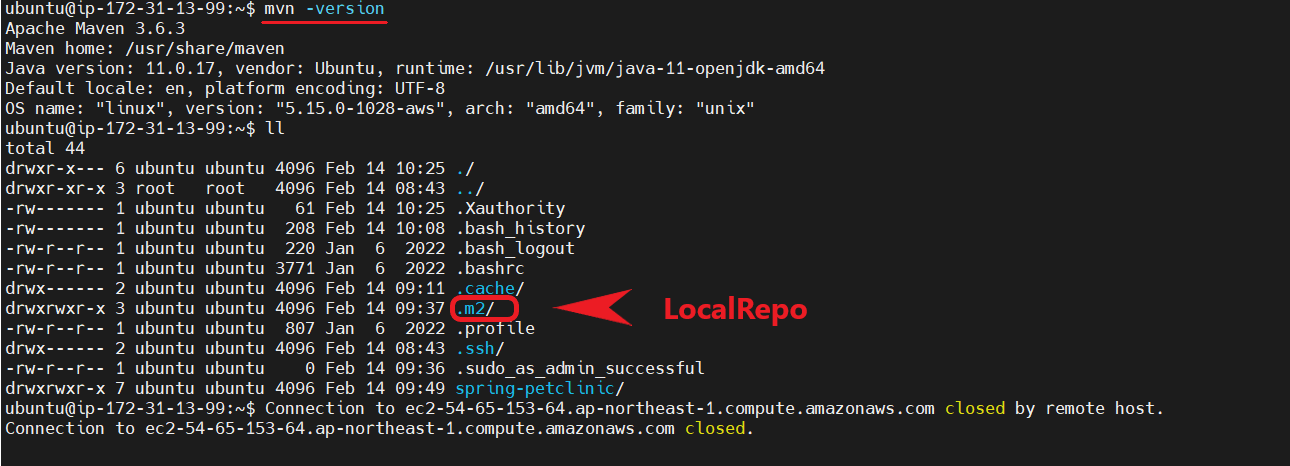 ubuntu@ip-172-31-13-99:~$ mvn -version
Apache Maven 3.6.3
Maven home: /usr/share/maven
Java version: 11.0.17, vendor: Ubuntu, runtime: /usr/lib/jvm/java-11-openjdk-amd64
Default locale: en, platform encoding: UTF-8
OS name: "linux", version: "5.15.0-1028-aws", arch: "amd64", family: "unix"
ubuntu@ip-172-31-13-99:~$ ll
total 44
drwxr-x--- 6 ubuntu ubuntu 4096 Feb 14 10:25 ./
drwxr-xr-x 3 root   root   4096 Feb 14 08:43 ../
-rw------- 1 ubuntu ubuntu   61 Feb 14 10:25 .Xauthority
-rw------- 1 ubuntu ubuntu  208 Feb 14 10:08 .bash_history
-rw-r--r-- 1 ubuntu ubuntu  220 Jan  6  2022 .bash_logout
-rw-r--r-- 1 ubuntu ubuntu 3771 Jan  6  2022 .bashrc
drwx------ 2 ubuntu ubuntu 4096 Feb 14 09:11 .cache/
drwxrwxr-x 3 ubuntu ubuntu 4096 Feb 14 09:37 .m2/ LocalRepo
-rw-r--r-- 1 ubuntu ubuntu  807 Jan  6  2022 .profile
drwx------ 2 ubuntu ubuntu 4096 Feb 14 08:43 .ssh/
-rw-r--r-- 1 ubuntu ubuntu    0 Feb 14 09:36 .sudo_as_admin_successful
drwxrwxr-x 7 ubuntu ubuntu 4096 Feb 14 09:49 spring-petclinic/
ubuntu@ip-172-31-13-99:~$ Connection to ec2-54-65-153-64.ap-northeast-1.compute.amazonaws.com closed by remote host.
Connection to ec2-54-65-153-64.ap-northeast-1.compute.amazonaws.com closed.